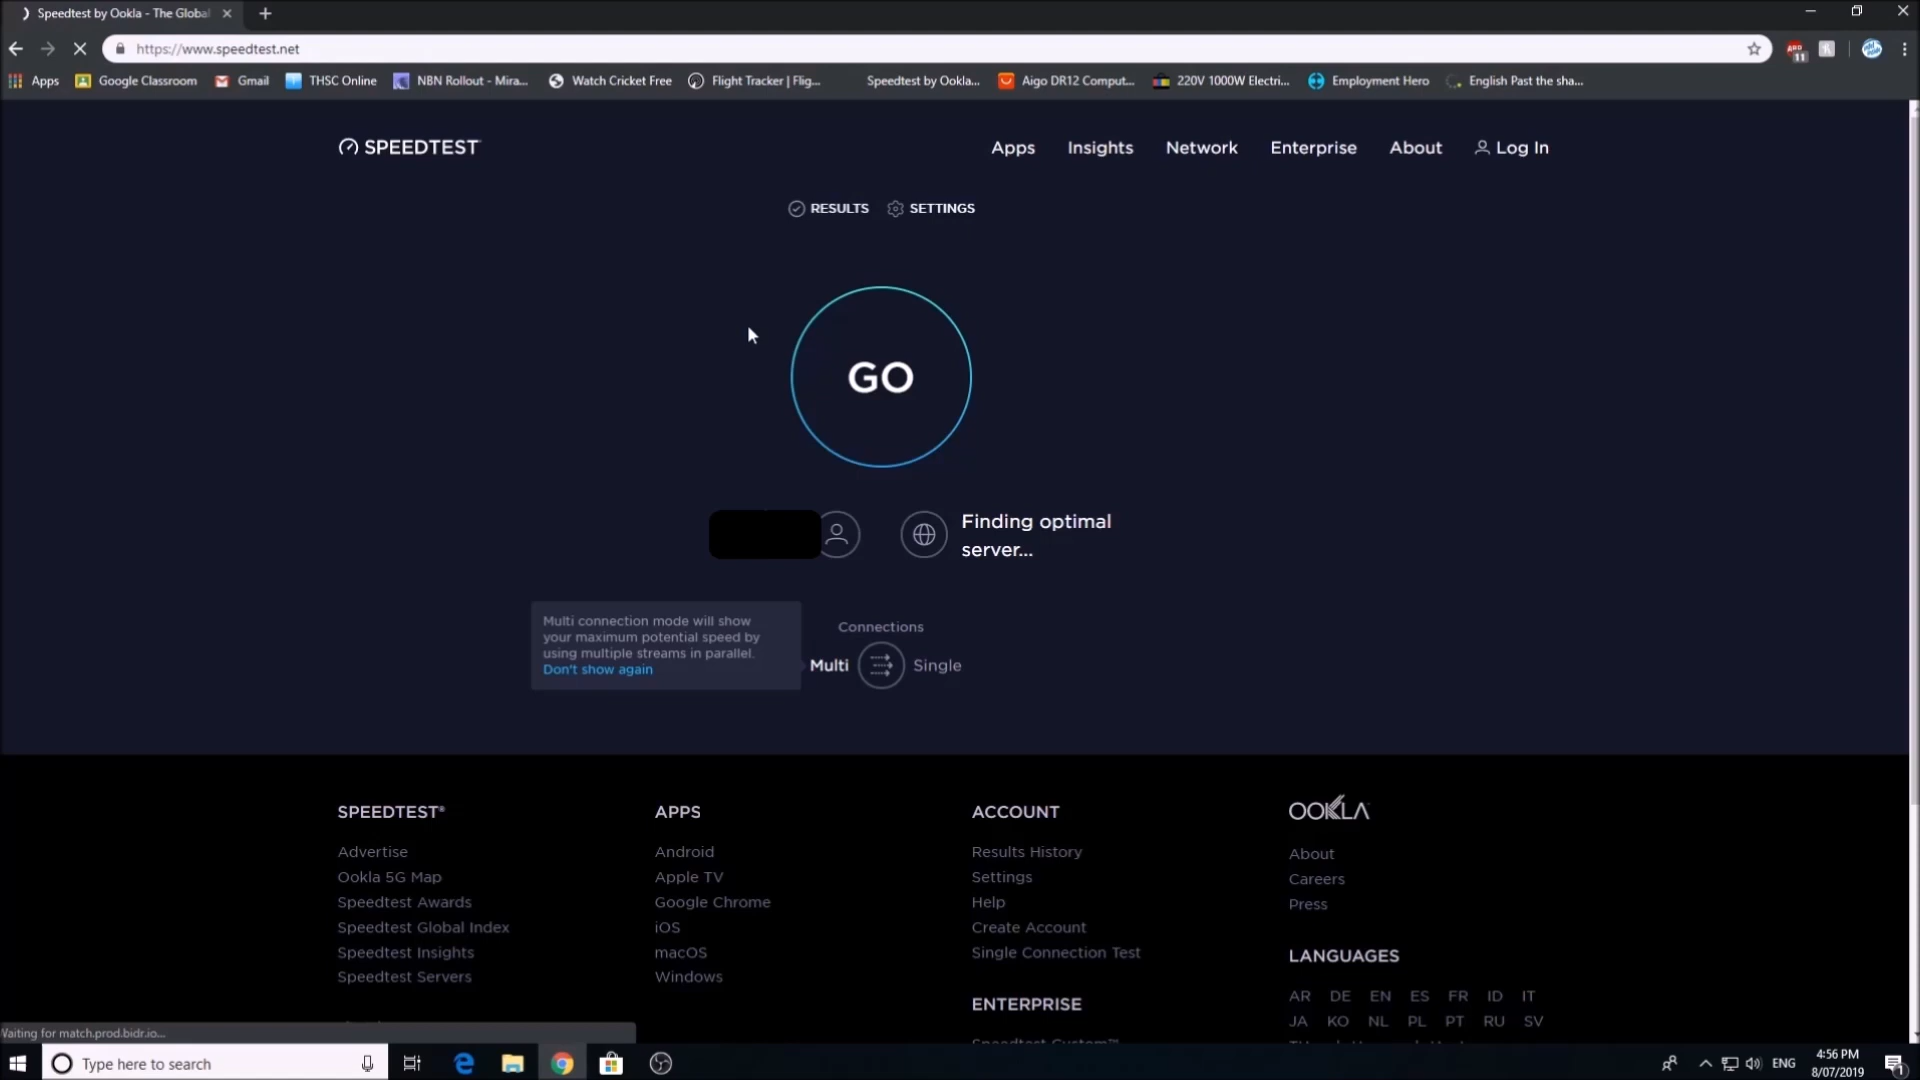 Speedtest by Ookla - The Global
https://www.speedtest.net
ABP
11
Apps Google Classroom Gmail THSC Online NBN Rollout - Mira... Watch Cricket Free Flight Tracker | Flig... Speedtest by Ookla... Aigo DR12 Comput... 220V 1000W Electri... Employment Hero English Past the sha...
SPEEDTEST
Apps Insights Network Enterprise About Log In
RESULTS SETTINGS
GO
Finding optimal
server...
Multi connection mode will show
your maximum potential speed by
using multiple streams in parallel.
Don't show again
Connections
Multi Single
SPEEDTEST®
Advertise
Ookla 5G Map
Speedtest Awards
Speedtest Global Index
Speedtest Insights
Speedtest Servers
APPS
Android
Apple TV
Google Chrome
iOS
macOS
Windows
ACCOUNT
Results History
Settings
Help
Create Account
Single Connection Test
ENTERPRISE
Speedtest Custom™
OOKLA
About
Careers
Press
LANGUAGES
AR DE EN ES FR ID IT
JA KO NL PL PT RU SV
Waiting for match.prod.bidr.io...
Type here to search
ENG
4:56 PM
8/07/2019
1